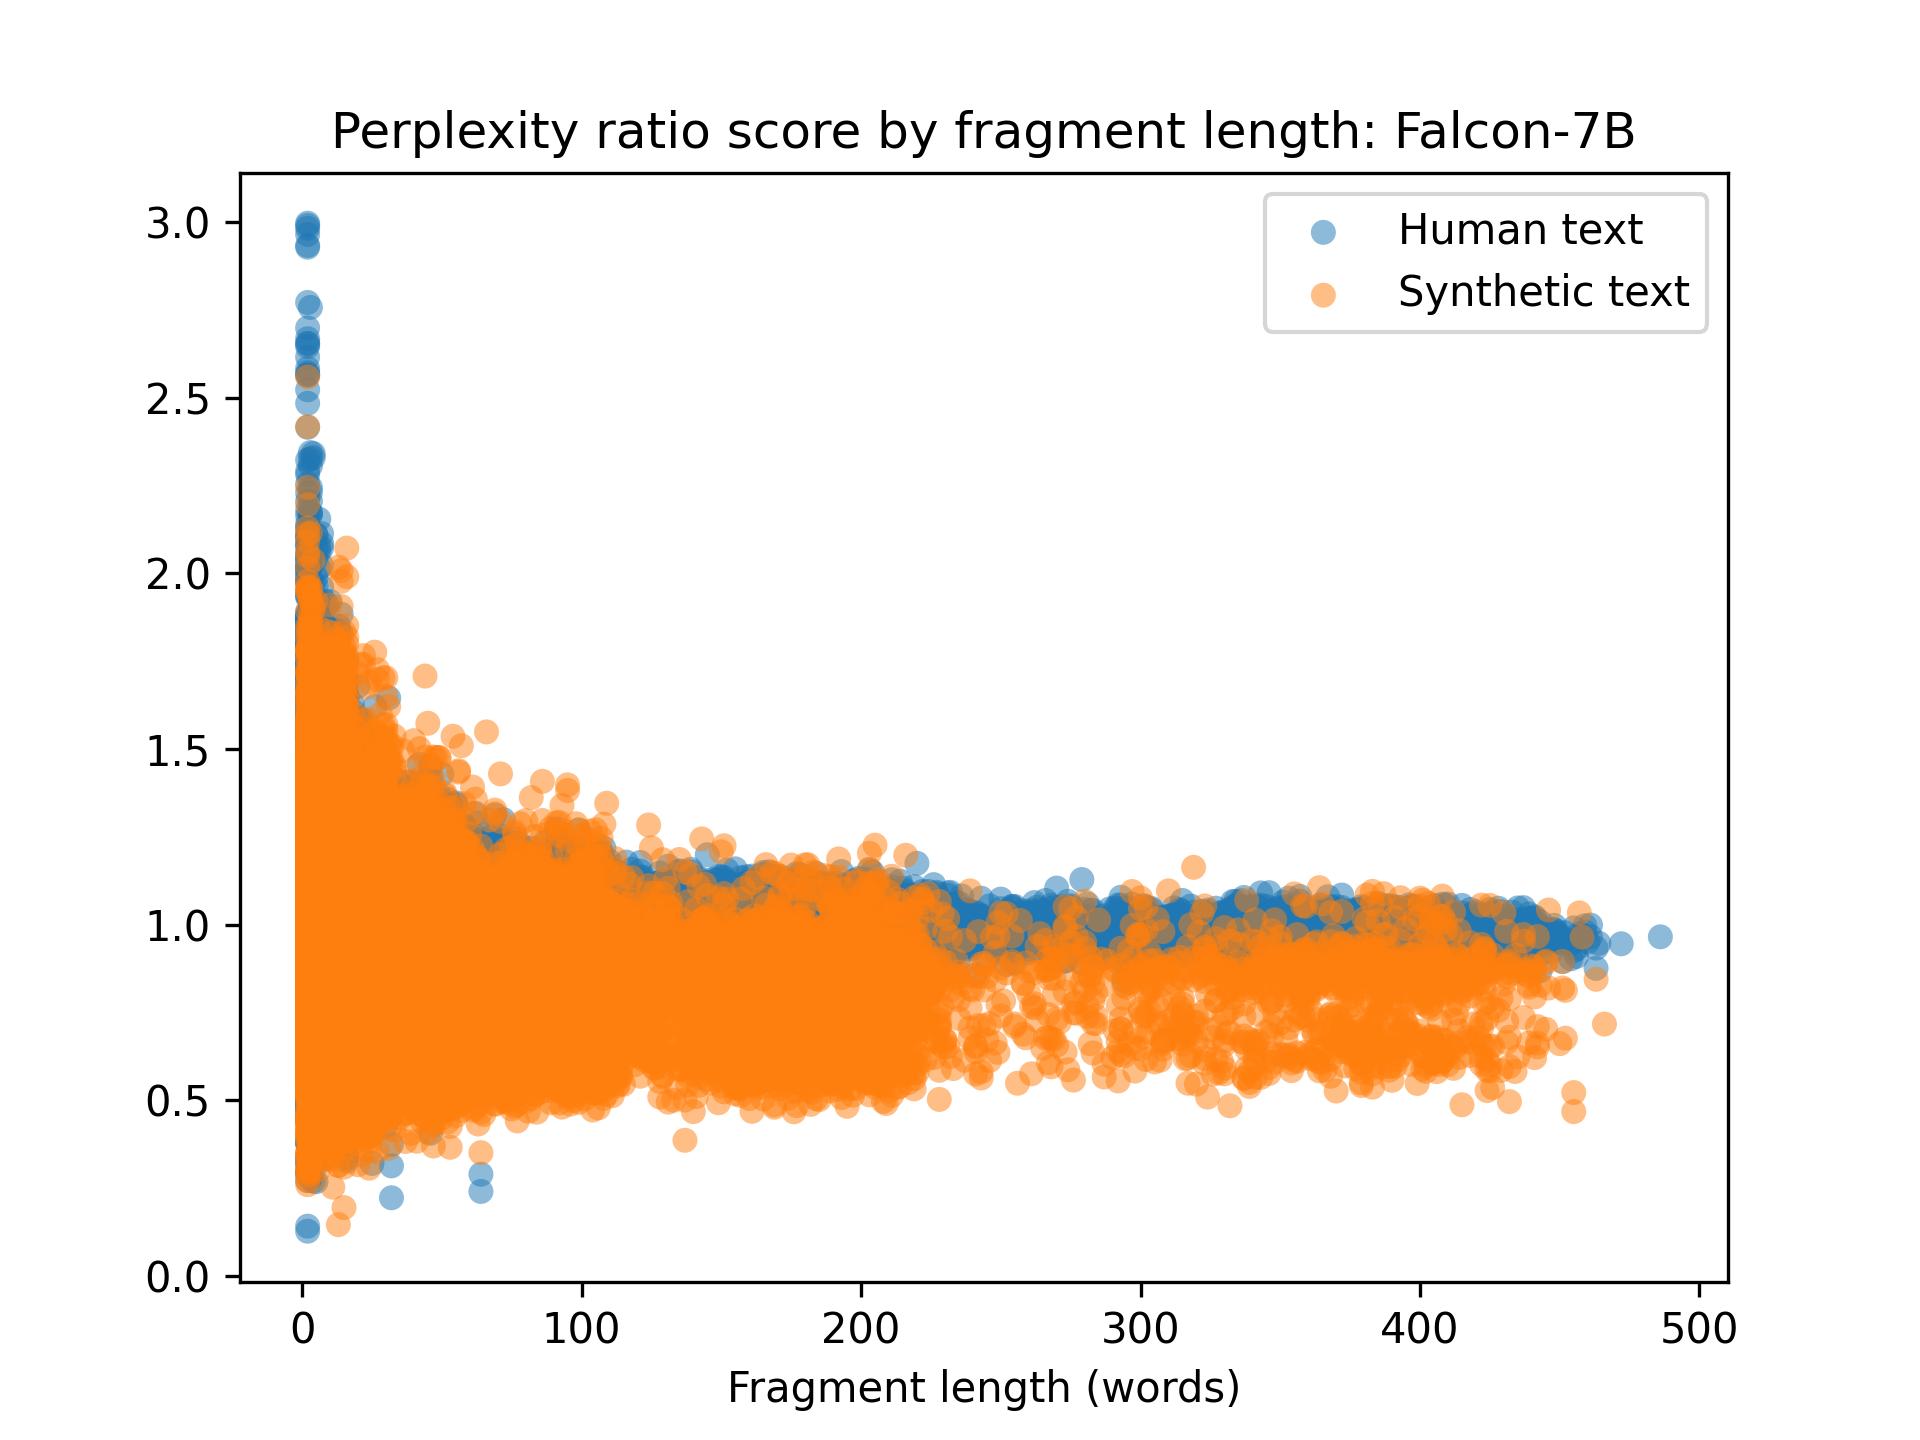 Perplexity ratio score by fragment length: Falcon-7B
Human text
Synthetic text
3.0
2.5
2.0
1.5
1.0
0.5
0.0
0 100 200 300 400 500
Fragment length (words)